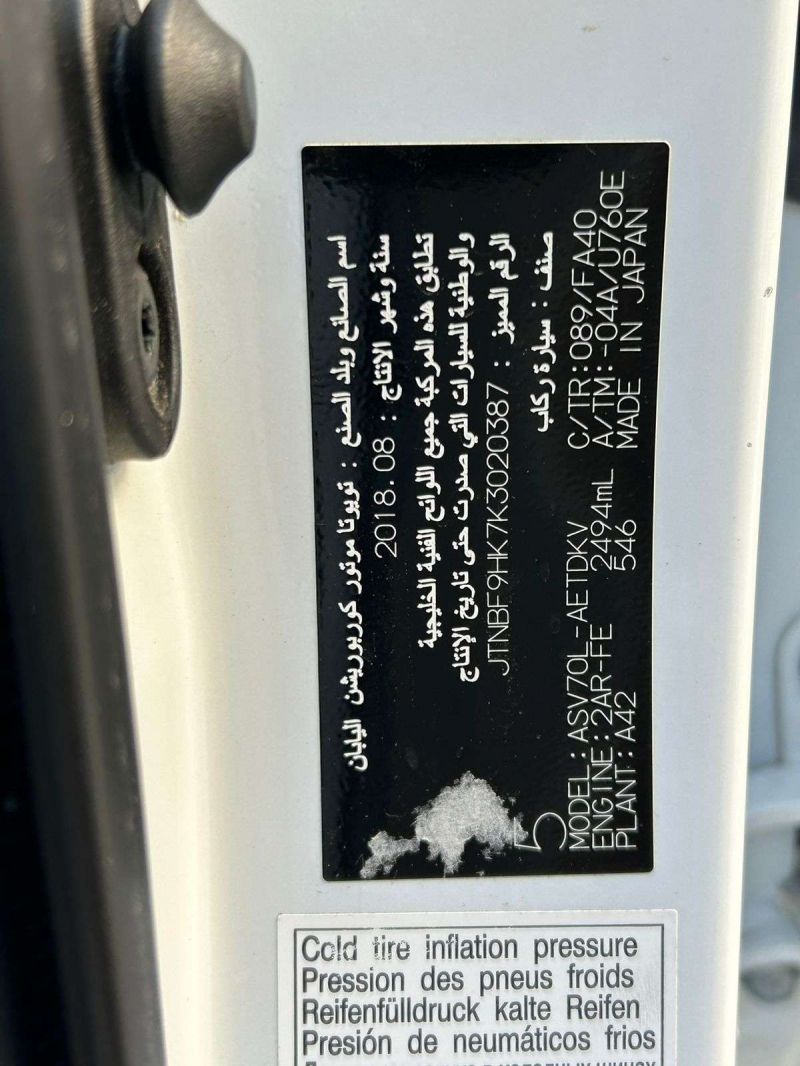 اسم الصانع وبلد الصنع : تويوتا موتور كوربوريشن اليابان
سنة وشهر الانتاج : 2018.08
تطابق هذه المركبة جميع اللوائح الفنية الخليجية
والوطنية للسيارات التي صدرت حتى تاريخ الإنتاج
الرقم المميز : JTNBF9HK7K3020387
صنف : سيارة ركاب
5
MODEL:ASV70L-AETDKV C/TR:089/FA40
ENGINE:2AR-FE 2494mL A/TM:-04A/U760E
PLANT:A42 546 MADE IN JAPAN
Cold tire inflation pressure
Pression des pneus froids
Reifenfülldruck kalte Reifen
Presión de neumáticos fríos